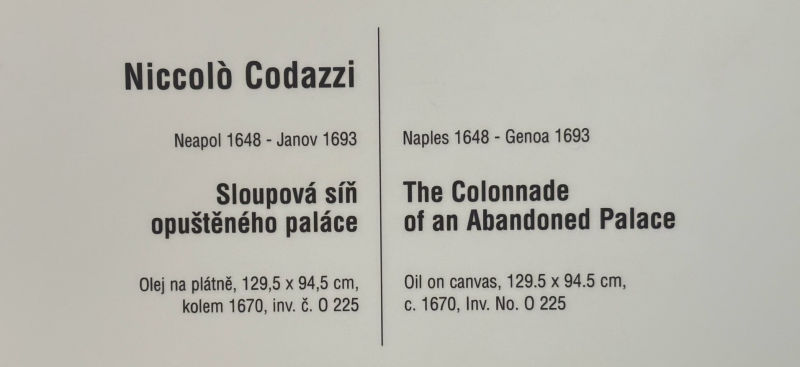 Niccolò Codazzi
Neapol 1648 - Janov 1693
Sloupová síň
opuštěného paláce
Olej na plátně, 129,5 x 94,5 cm,
kolem 1670, inv. č. O 225
Naples 1648 - Genoa 1693
The Colonnade
of an Abandoned Palace
Oil on canvas, 129.5 x 94.5 cm,
c. 1670, Inv. No. O 225